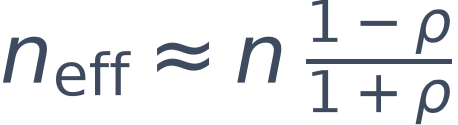 n_eff ≈ n (1 − ρ)/(1 + ρ)